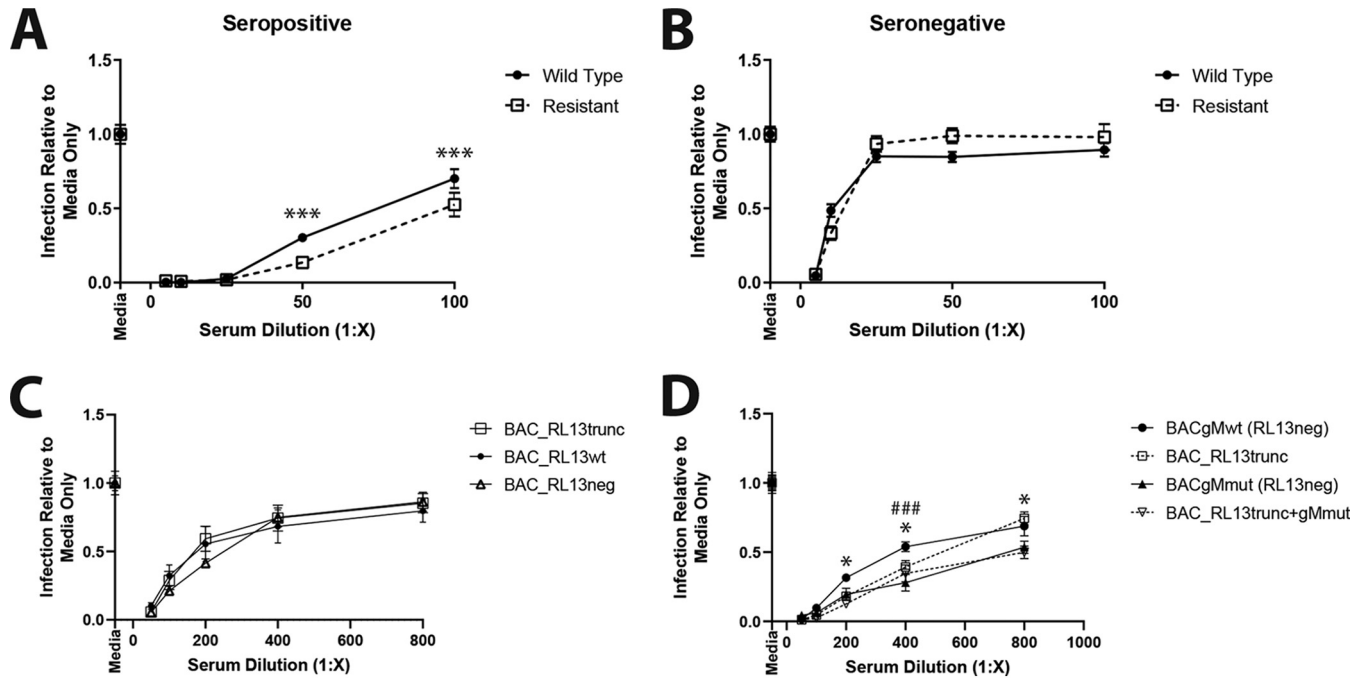 A
Seropositive
Infection Relative to
Media Only
1.5
1.0
0.5
0.0
***
***
Wild Type
Resistant
Media
0
50
100
Serum Dilution (1:X)
B
Seronegative
Infection Relative to
Media Only
1.5
1.0
0.5
0.0
Wild Type
Resistant
Media
0
50
100
Serum Dilution (1:X)
C
Infection Relative to
Media Only
1.5
1.0
0.5
0.0
BAC_RL13trunc
BAC_RL13wt
BAC_RL13neg
Media
0
200
400
600
800
Serum Dilution (1:X)
D
Infection Relative to
Media Only
1.5
1.0
0.5
0.0
*
###
*
*
BACgMwt (RL13neg)
BAC_RL13trunc
BACgMmut (RL13neg)
BAC_RL13trunc+gMmut
Media
0
200
400
600
800
1000
Serum Dilution (1:X)